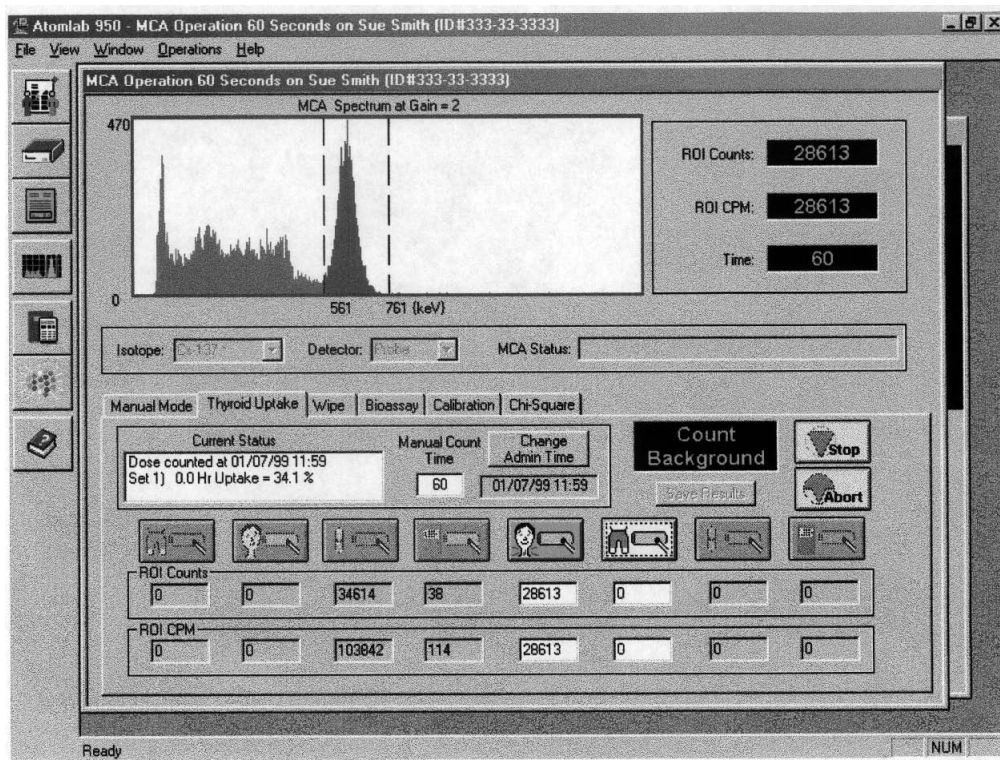 Atomlab 950 - MCA Operation 60 Seconds on Sue Smith (ID#333-33-3333)
File View Window Operations Help
MCA Operation 60 Seconds on Sue Smith (ID#333-33-3333)
MCA Spectrum at Gain = 2
470
0
561 761 (keV)
ROI Counts: 28613
ROI CPM: 28613
Time: 60
Isotope: Cs-137 Detector: Probe MCA Status:
Manual Mode Thyroid Uptake Wipe Bioassay Calibration Chi-Square
Current Status
Dose counted at 01/07/99 11:59
Set 1) 0.0 Hr Uptake = 34.1 %
Manual Count
Time
60
Change
Admin Time
01/07/99 11:59
Count
Background
Save Results
Stop
Abort
ROI Counts
0 0 34614 38 28613 0 0 0
ROI CPM
0 0 103842 114 28613 0 0 0
Ready NUM